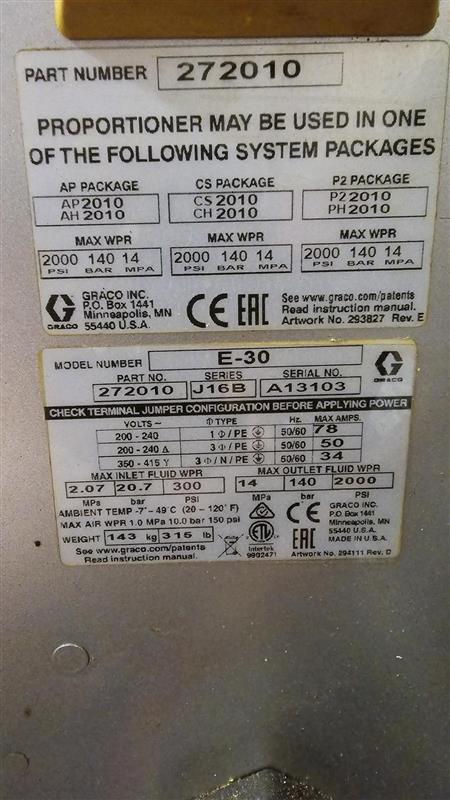 PART NUMBER 272010
PROPORTIONER MAY BE USED IN ONE
OF THE FOLLOWING SYSTEM PACKAGES
AP PACKAGE CS PACKAGE P2 PACKAGE
AP2010 CS2010 P22010
AH2010 CH2010 PH2010
MAX WPR MAX WPR MAX WPR
2000 140 14 2000 140 14 2000 140 14
PSI BAR MPA PSI BAR MPA PSI BAR MPA
GRACO
GRACO INC.
P.O. Box 1441
Minneapolis, MN
55440 U.S.A.
CE EAC
See www.graco.com/patents
Read instruction manual.
Artwork No. 293827 Rev. E
MODEL NUMBER E-30
PART NO. SERIES SERIAL NO.
272010 J16B A13103
GRACO
CHECK TERMINAL JUMPER CONFIGURATION BEFORE APPLYING POWER
VOLTS ~ Φ TYPE Hz. MAX AMPS.
200 - 240 1 Φ / PE 50/60 78
200 - 240 Δ 3 Φ / PE 50/60 50
350 - 415 Y 3 Φ / N / PE 50/60 34
MAX INLET FLUID WPR MAX OUTLET FLUID WPR
2.07 20.7 300 14 140 2000
MPa bar PSI MPa bar PSI
AMBIENT TEMP -7° - 49°C (20 - 120°F)
MAX AIR WPR 1.0 MPa 10.0 bar 150 psi
WEIGHT 143 kg 315 lb
See www.graco.com/patents
Read instruction manual.
ETL
Intertek
9902471
CE
EAC
GRACO INC.
P.O. Box 1441
Minneapolis, MN
55440 U.S.A.
MADE IN U.S.A.
Artwork No. 294111 Rev. D